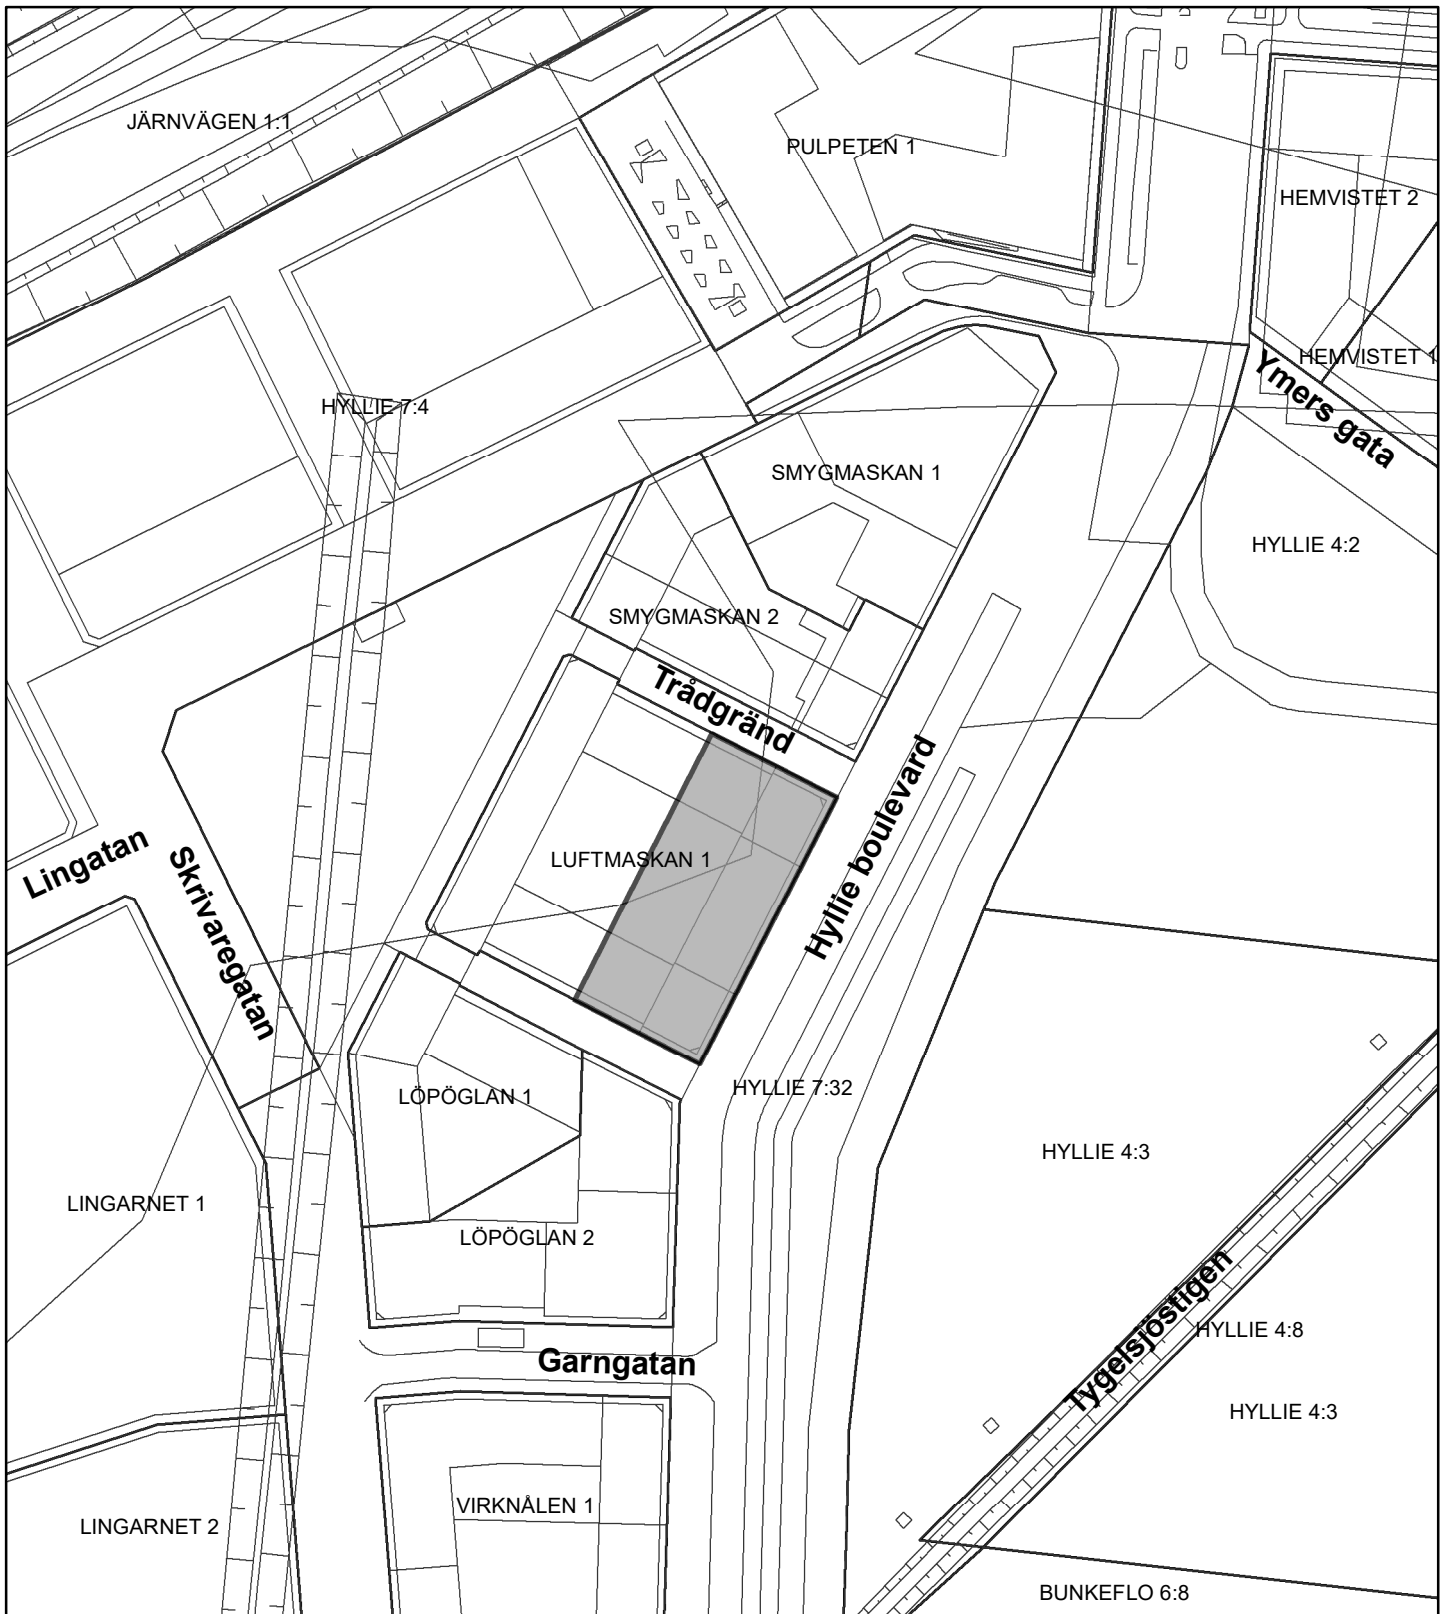 JÄRNVÄGEN 1:1
PULPETEN 1
HEMVISTET 2
HEMVISTET 1
Ymers gata
HYLLIE 7:4
SMYGMASKAN 1
HYLLIE 4:2
SMYGMASKAN 2
Trådgränd
Hyllie boulevard
LUFTMASKAN 1
Lingatan
Skrivaregatan
HYLLIE 7:32
LÖPÖGLAN 1
HYLLIE 4:3
LINGARNET 1
LÖPÖGLAN 2
Tygelsjöstigen
HYLLIE 4:8
Garngatan
HYLLIE 4:3
VIRKNÅLEN 1
LINGARNET 2
BUNKEFLO 6:8